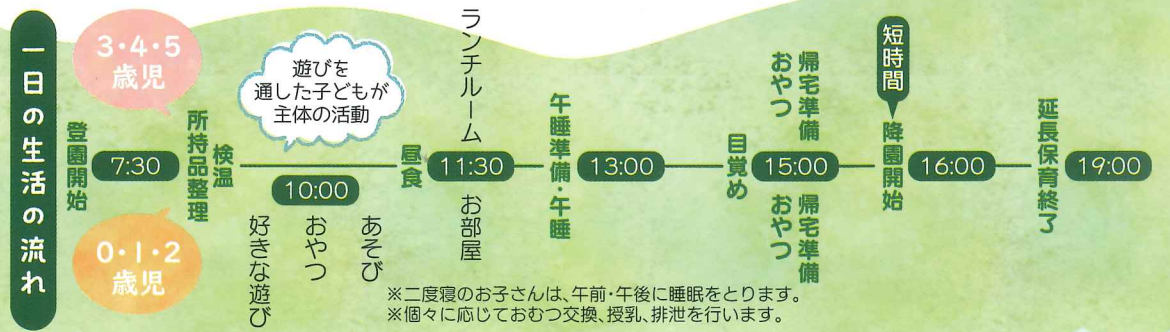 一日の生活の流れ
3・4・5
歳児
0・1・2
歳児
登園開始
7:30
所持品整理
検温
遊びを
通した子どもが
主体の活動
10:00
好きな遊び
おやつ
あそび
昼食
ランチルーム
11:30
お部屋
午睡準備・午睡
13:00
目覚め
帰宅準備
おやつ
15:00
帰宅準備
おやつ
短時間
降園開始
16:00
延長保育終了
19:00
※二度寝のお子さんは、午前・午後に睡眠をとります。
※個々に応じておむつ交換、授乳、排泄を行います。